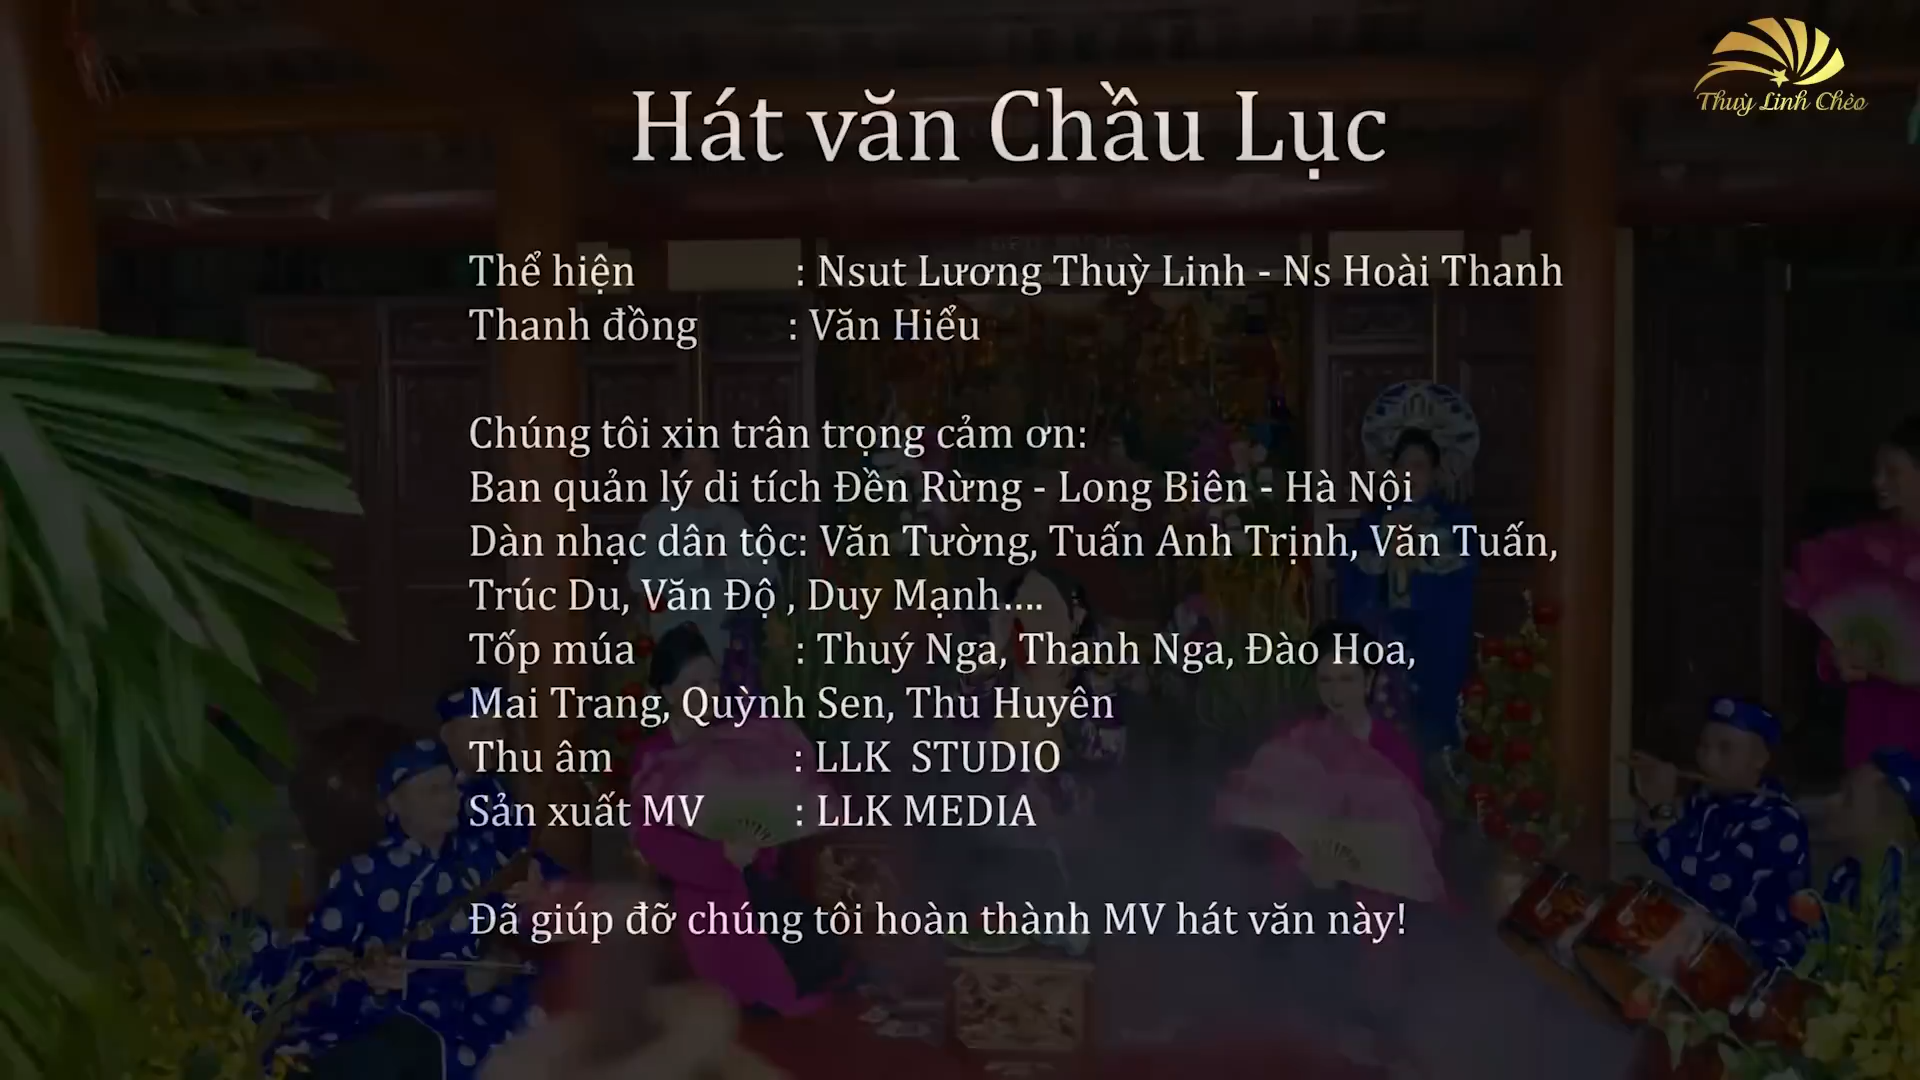 Thuỳ Linh Chèo
Hát văn Chầu Lục
Thể hiện : Nsut Lương Thuỳ Linh - Ns Hoài Thanh
Thanh đồng : Văn Hiểu
Chúng tôi xin trân trọng cảm ơn:
Ban quản lý di tích Đền Rừng - Long Biên - Hà Nội
Dàn nhạc dân tộc: Văn Tường, Tuấn Anh Trịnh, Văn Tuấn,
Trúc Du, Văn Độ , Duy Mạnh....
Tốp múa : Thuý Nga, Thanh Nga, Đào Hoa,
Mai Trang, Quỳnh Sen, Thu Huyên
Thu âm : LLK STUDIO
Sản xuất MV : LLK MEDIA
Đã giúp đỡ chúng tôi hoàn thành MV hát văn này!